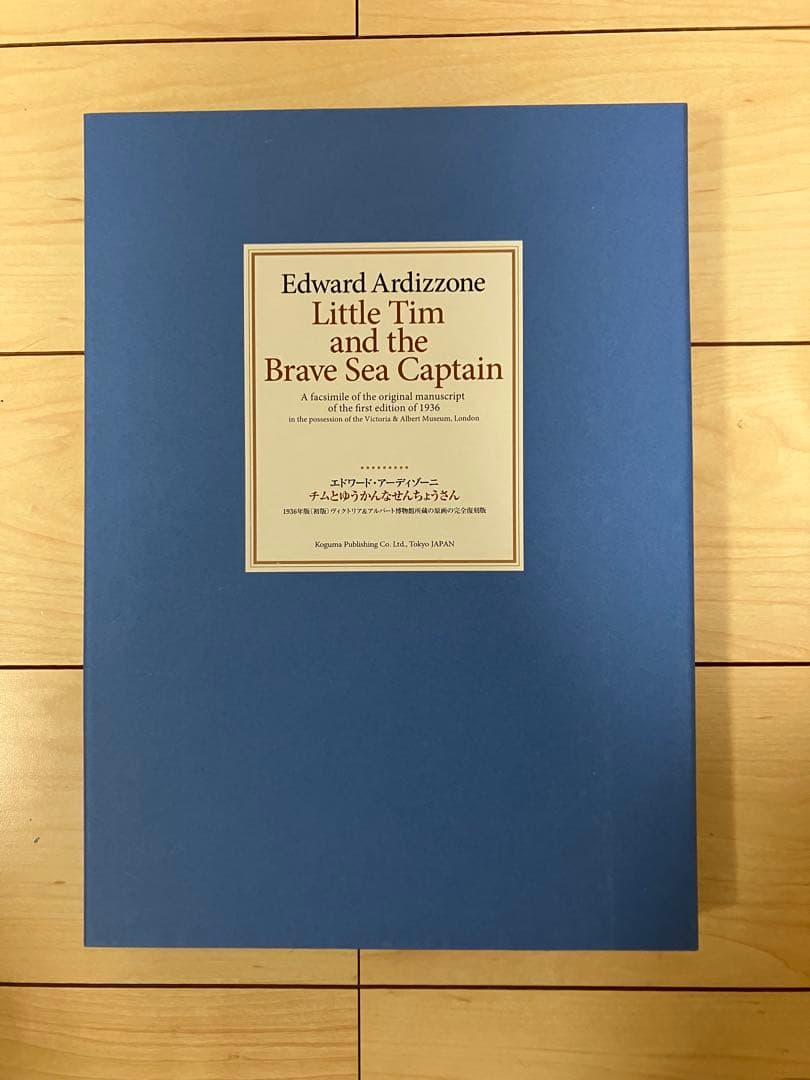 Edward Ardizzone
Little Tim
and the
Brave Sea Captain
A facsimile of the original manuscript
of the first edition of 1936
in the possession of the Victoria & Albert Museum, London
エドワード・アーディゾーニ
チムとゆうかんなせんちょうさん
1936年版(初版)ヴィクトリア&アルバート博物館所蔵の原画の完全復刻版
Koguma Publishing Co. Ltd., Tokyo JAPAN